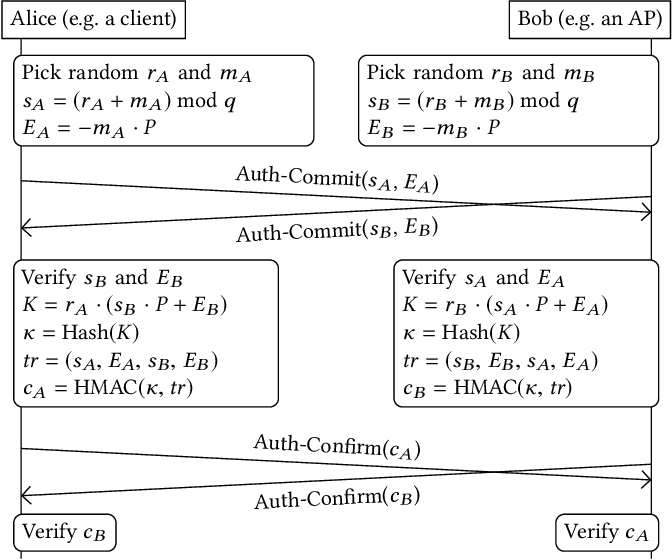 Alice (e.g. a client)
Bob (e.g. an AP)
Pick random r_A and m_A
s_A = (r_A + m_A) mod q
E_A = −m_A · P
Pick random r_B and m_B
s_B = (r_B + m_B) mod q
E_B = −m_B · P
Auth-Commit(s_A, E_A)
Auth-Commit(s_B, E_B)
Verify s_B and E_B
K = r_A · (s_B · P + E_B)
κ = Hash(K)
tr = (s_A, E_A, s_B, E_B)
c_A = HMAC(κ, tr)
Verify s_A and E_A
K = r_B · (s_A · P + E_A)
κ = Hash(K)
tr = (s_B, E_B, s_A, E_A)
c_B = HMAC(κ, tr)
Auth-Confirm(c_A)
Auth-Confirm(c_B)
Verify c_B
Verify c_A